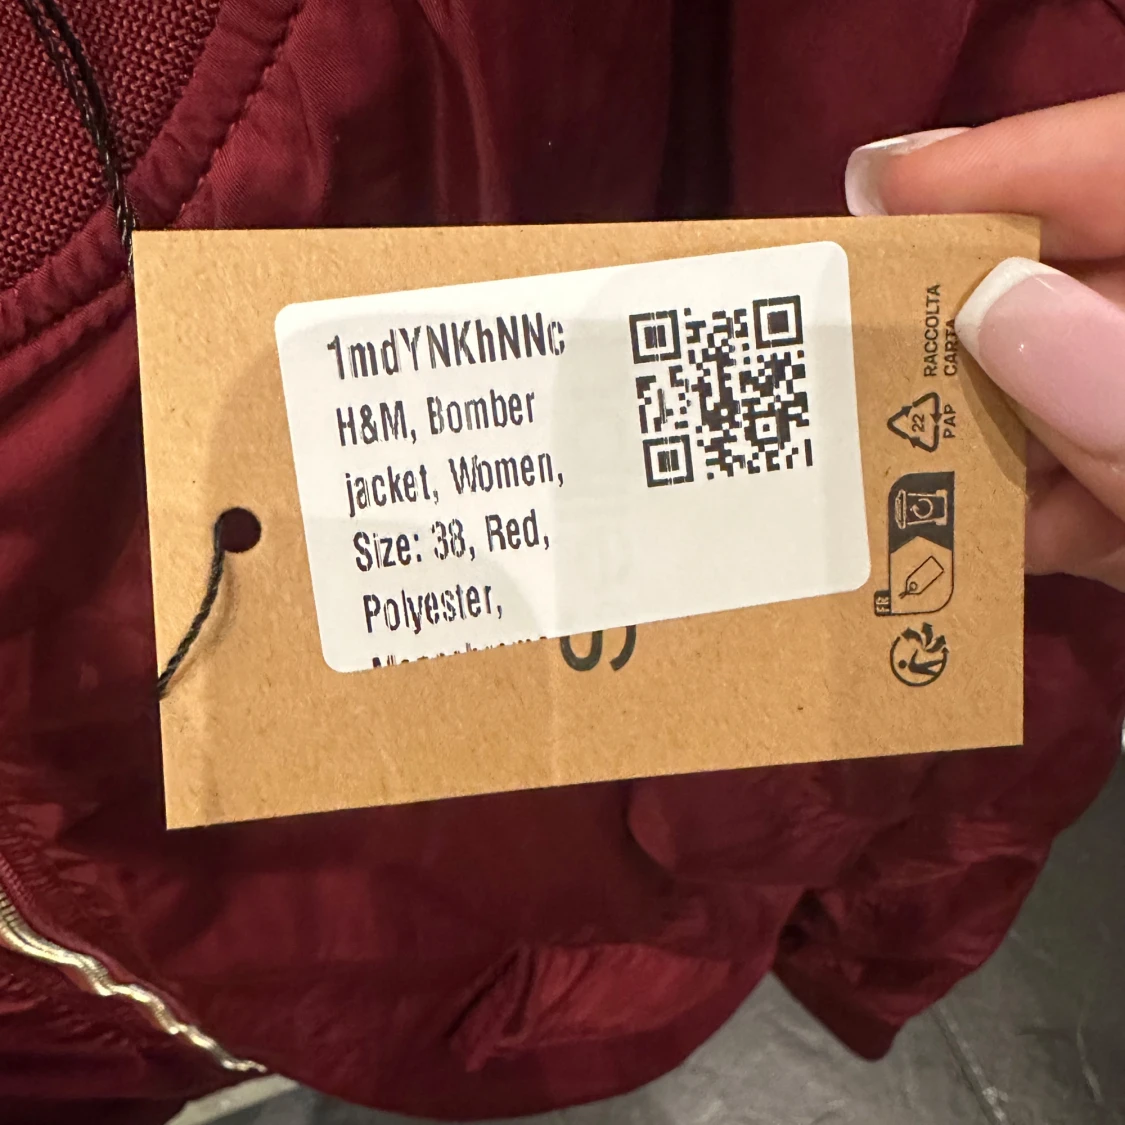 1mdYNKhNNc
H&M, Bomber
jacket, Women,
Size: 38, Red,
Polyester,
RACCOLTA
CARTA
22
PAP
FR